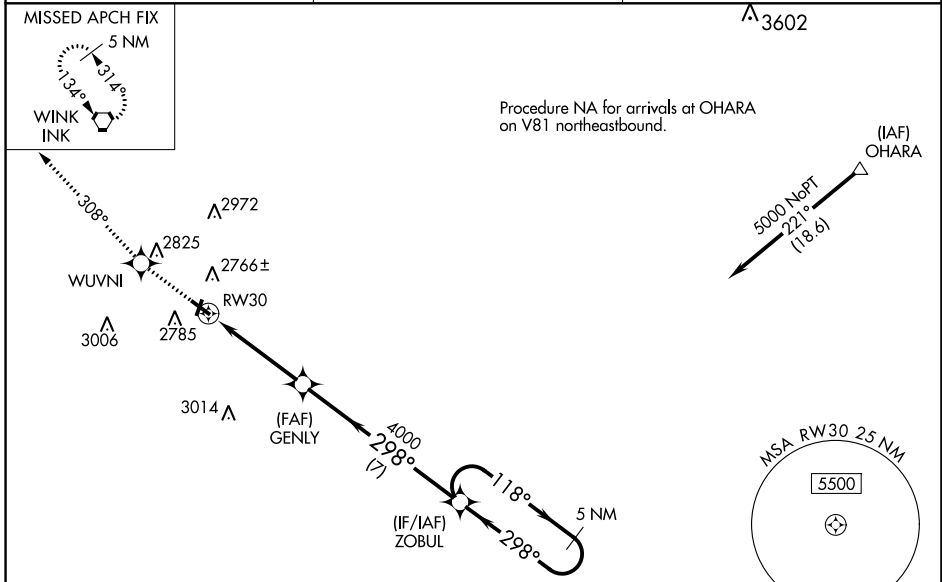 MISSED APCH FIX
5 NM
314°
134°
WINK
INK
3602
Procedure NA for arrivals at OHARA
on V81 northeastbound.
(IAF)
OHARA
5000 NoPT
221°
(18.6)
308°
2972
2825
WUVNI
2766±
RW30
3006
2785
3014
(FAF)
GENLY
4000
298°
(7)
118°
5 NM
298°
(IF/IAF)
ZOBUL
MSA RW30 25 NM
5500